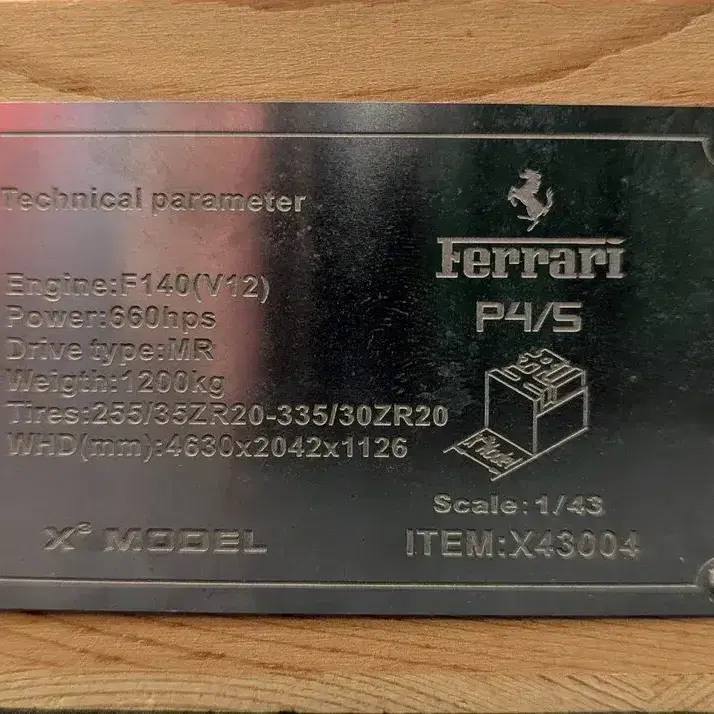 Technical parameter
Engine:F140(V12)
Power:660hps
Drive type:MR
Weigth:1200kg
Tires:255/35ZR20-335/30ZR20
WHD(mm):4630x2042x1126
X² MODEL
Ferrari
P4/5
Scale:1/43
ITEM:X43004